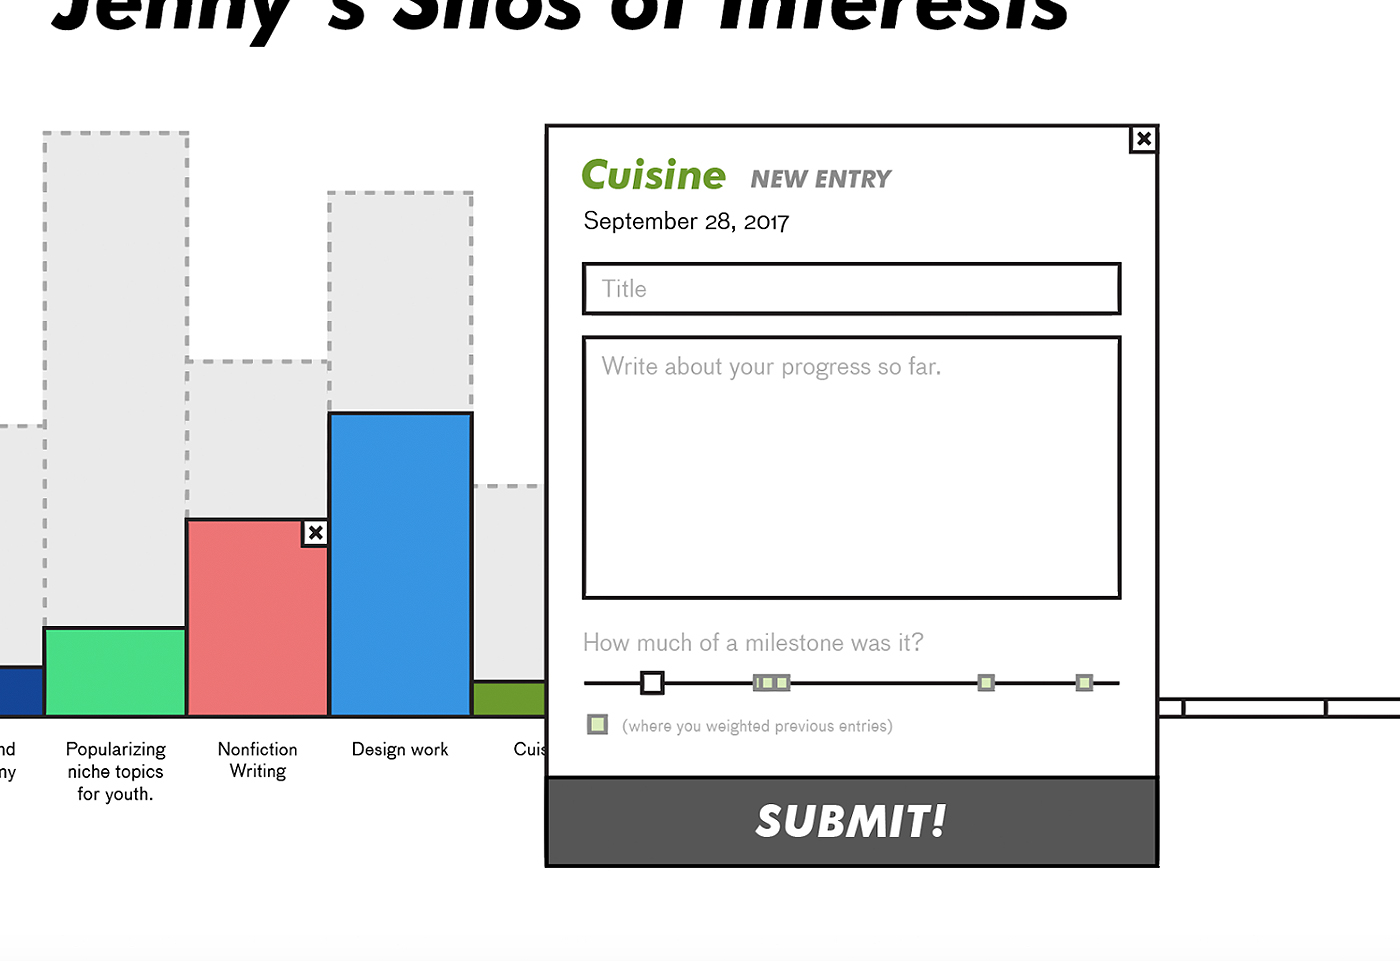 Jenny's Silos of Interests
Cuisine NEW ENTRY
September 28, 2017
Title
Write about your progress so far.
How much of a milestone was it?
(where you weighted previous entries)
SUBMIT!
Popularizing
niche topics
for youth.
Nonfiction
Writing
Design work
Cuis